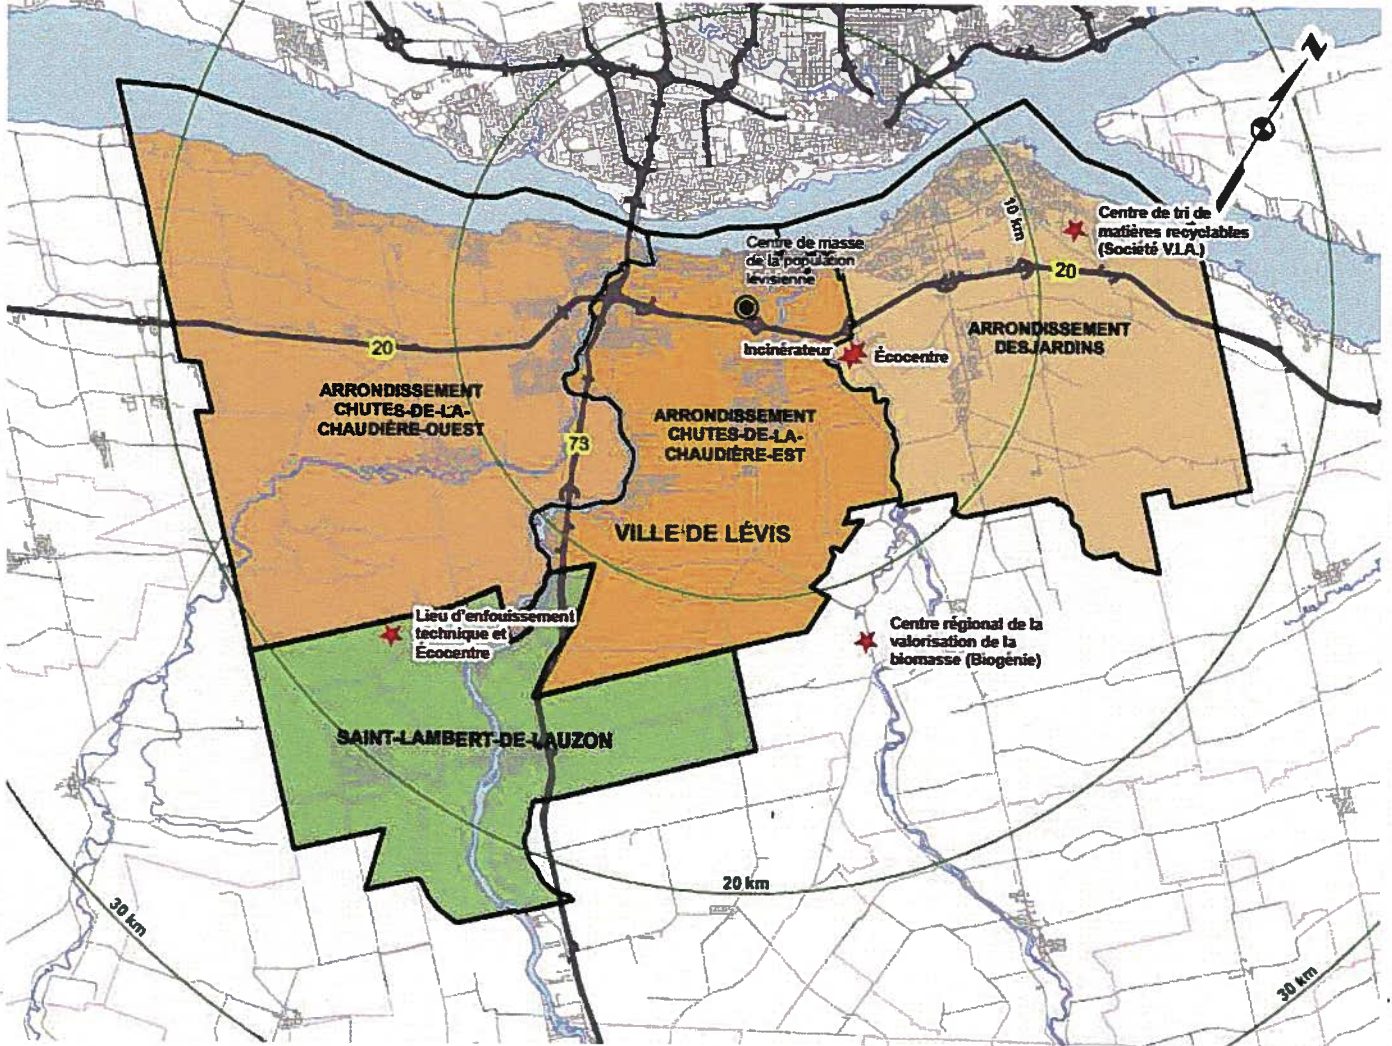 N
Centre de tri de
matières recyclables
(Société V.I.A.)
10 km
Centre de masse
de la population
lévisienne
20
20
Incinérateur
Écocentre
ARRONDISSEMENT
DESJARDINS
ARRONDISSEMENT
CHUTES-DE-LA-
CHAUDIÈRE-OUEST
73
ARRONDISSEMENT
CHUTES-DE-LA-
CHAUDIÈRE-EST
VILLE DE LÉVIS
Lieu d'enfouissement
technique et
Écocentre
Centre régional de la
valorisation de la
biomasse (Biogénie)
SAINT-LAMBERT-DE-LAUZON
20 km
30 km
30 km